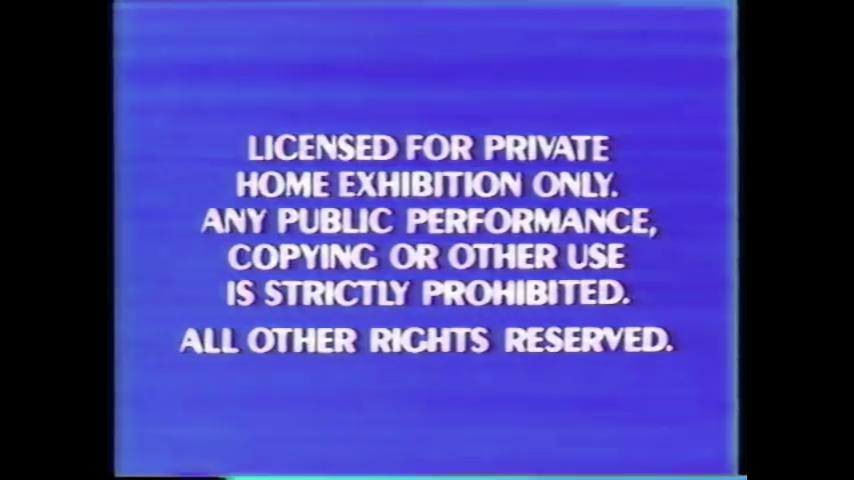 LICENSED FOR PRIVATE
HOME EXHIBITION ONLY.
ANY PUBLIC PERFORMANCE,
COPYING OR OTHER USE
IS STRICTLY PROHIBITED.
ALL OTHER RIGHTS RESERVED.